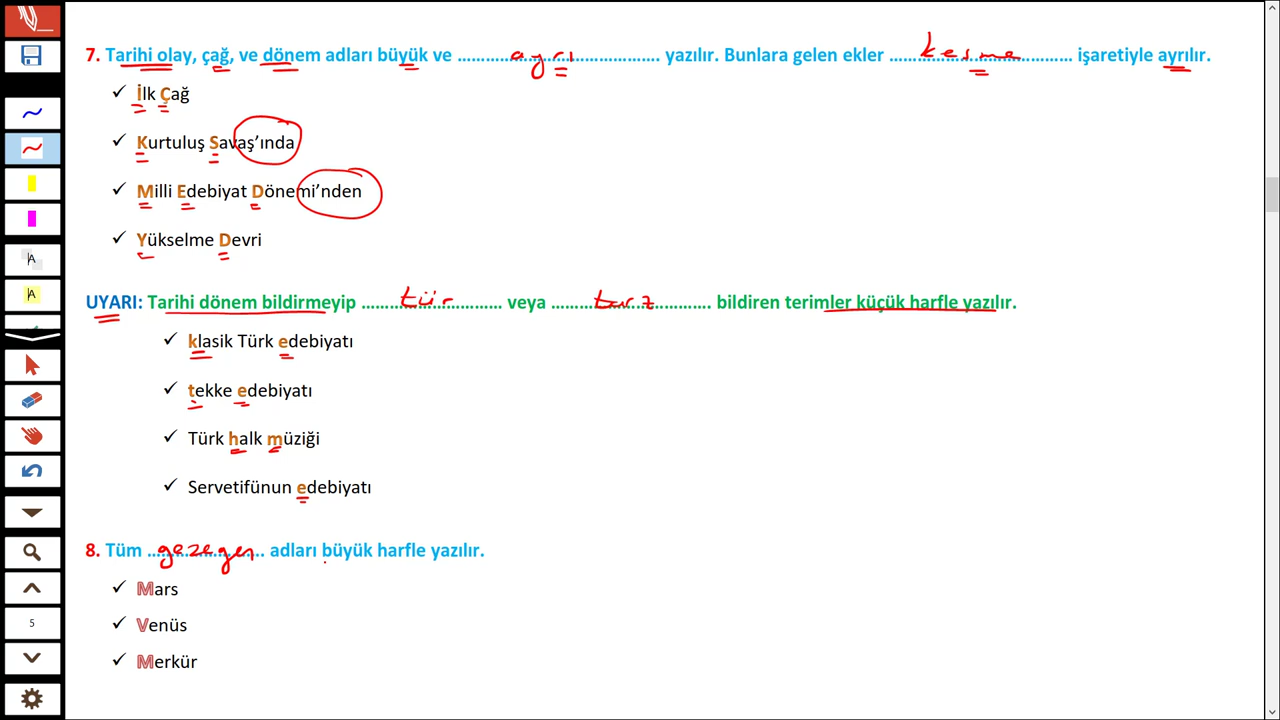 7. Tarihi olay, çağ, ve dönem adları büyük ve ……… ayrı ……… yazılır. Bunlara gelen ekler ……… kesme ……… işaretiyle ayrılır.
✓ İlk Çağ
✓ Kurtuluş Savaş’ında
✓ Milli Edebiyat Dönemi’nden
✓ Yükselme Devri
UYARI: Tarihi dönem bildirmeyip ……… tür ……… veya ……… tarz ……… bildiren terimler küçük harfle yazılır.
✓ klasik Türk edebiyatı
✓ tekke edebiyatı
✓ Türk halk müziği
✓ Servetifünun edebiyatı
8. Tüm … gezegen … adları büyük harfle yazılır.
✓ Mars
✓ Venüs
✓ Merkür
A
A
5